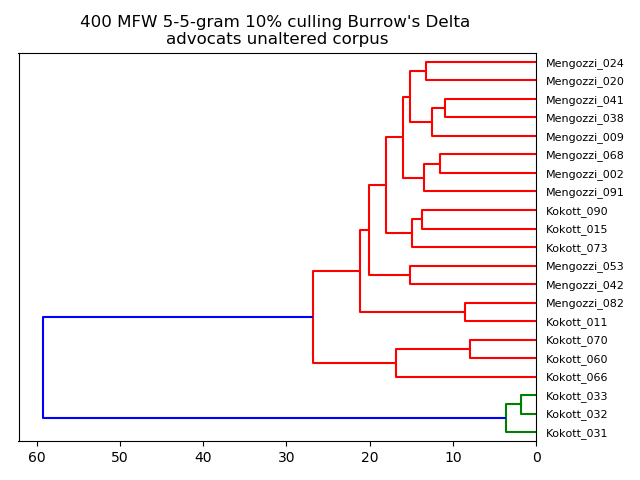 400 MFW 5-5-gram 10% culling Burrow's Delta
advocats unaltered corpus
Mengozzi_024
Mengozzi_020
Mengozzi_041
Mengozzi_038
Mengozzi_009
Mengozzi_068
Mengozzi_002
Mengozzi_091
Kokott_090
Kokott_015
Kokott_073
Mengozzi_053
Mengozzi_042
Mengozzi_082
Kokott_011
Kokott_070
Kokott_060
Kokott_066
Kokott_033
Kokott_032
Kokott_031
60 50 40 30 20 10 0